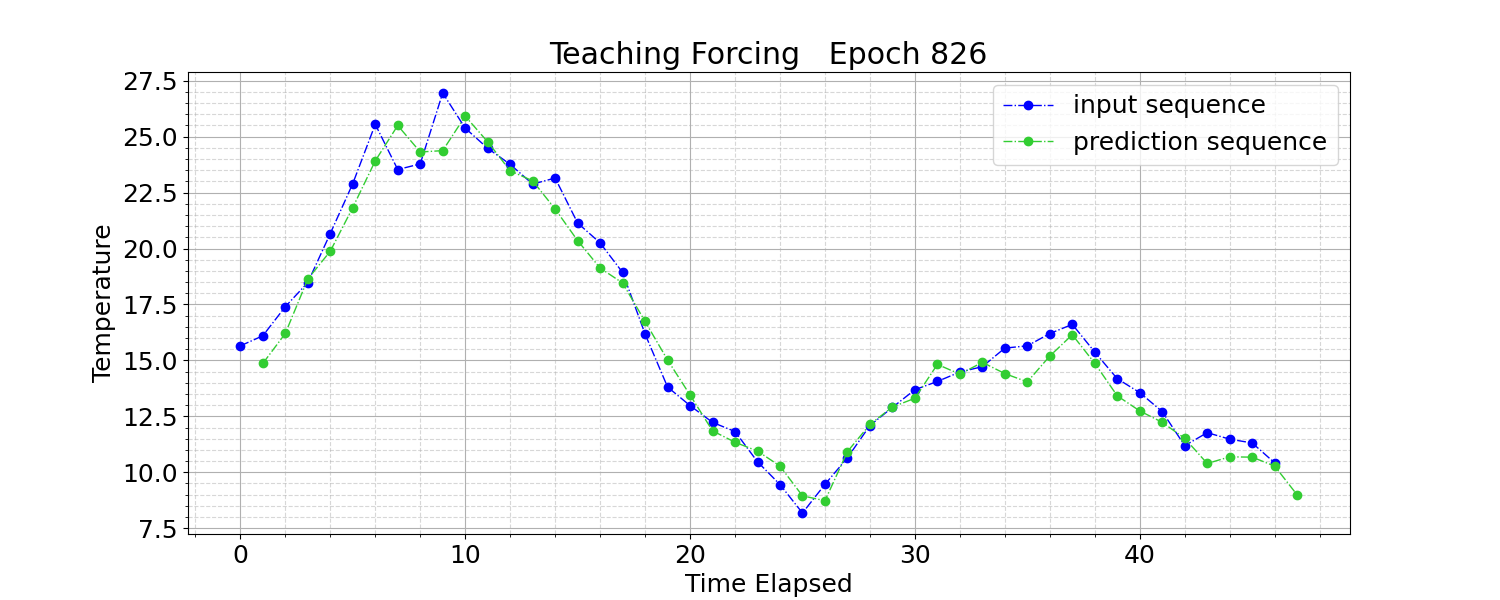 Teaching Forcing   Epoch 826
27.5
25.0
22.5
20.0
17.5
15.0
12.5
10.0
7.5
Temperature
input sequence
prediction sequence
0 10 20 30 40
Time Elapsed